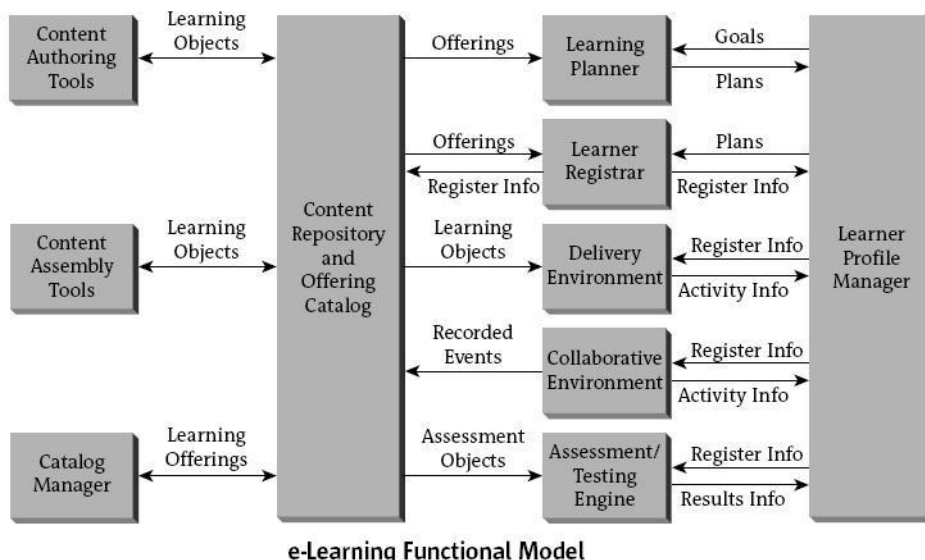 Content
Authoring
Tools
Learning
Objects
Offerings
Learning
Planner
Goals
Plans
Offerings
Register Info
Learner
Registrar
Plans
Register Info
Content
Assembly
Tools
Learning
Objects
Content
Repository
and
Offering
Catalog
Learning
Objects
Delivery
Environment
Register Info
Activity Info
Learner
Profile
Manager
Recorded
Events
Collaborative
Environment
Register Info
Activity Info
Catalog
Manager
Learning
Offerings
Assessment
Objects
Assessment/
Testing
Engine
Register Info
Results Info
e-Learning Functional Model